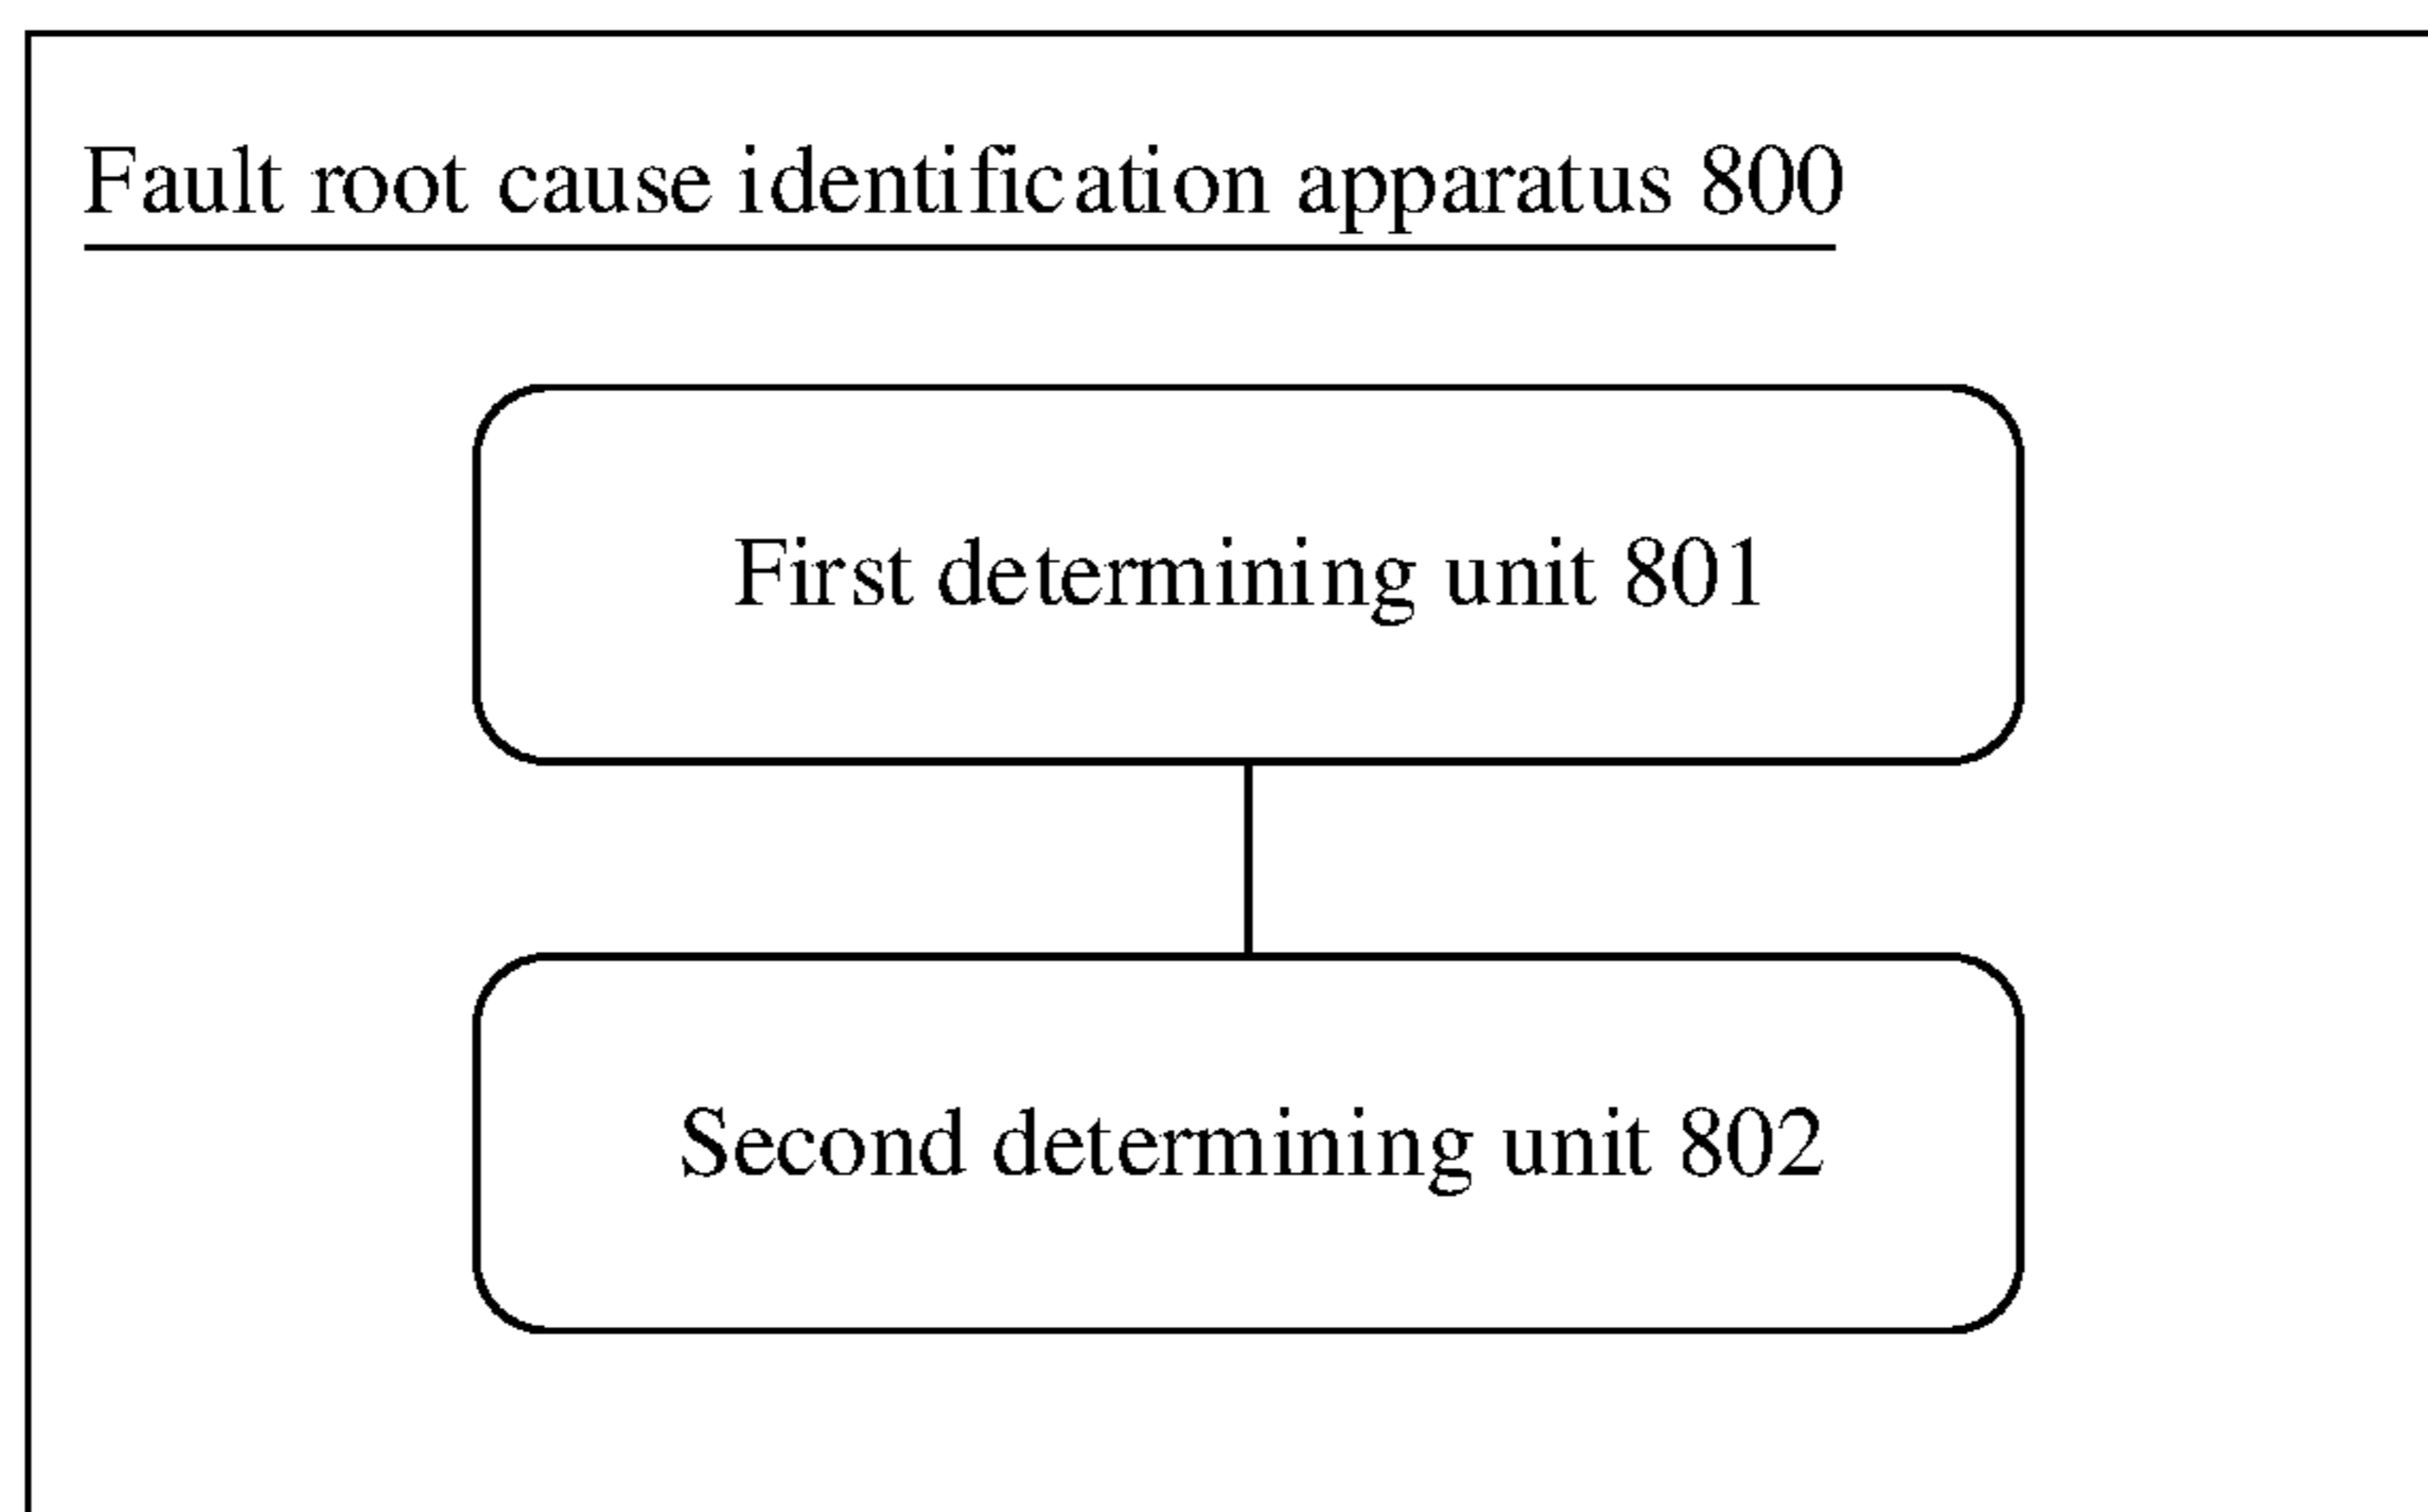 Fault root cause identification apparatus 800
First determining unit 801
Second determining unit 802